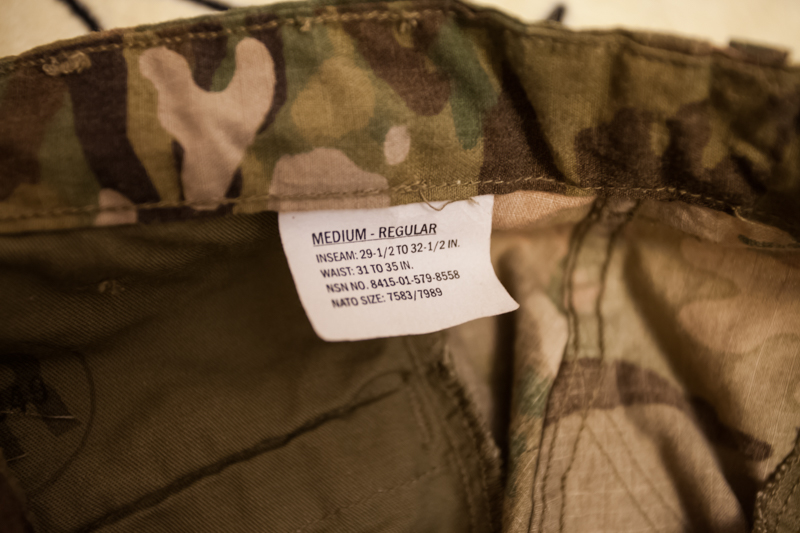 MEDIUM - REGULAR
INSEAM: 29-1/2 TO 32-1/2 IN.
WAIST: 31 TO 35 IN.
NSN NO. 8415-01-579-8558
NATO SIZE: 7583/7989